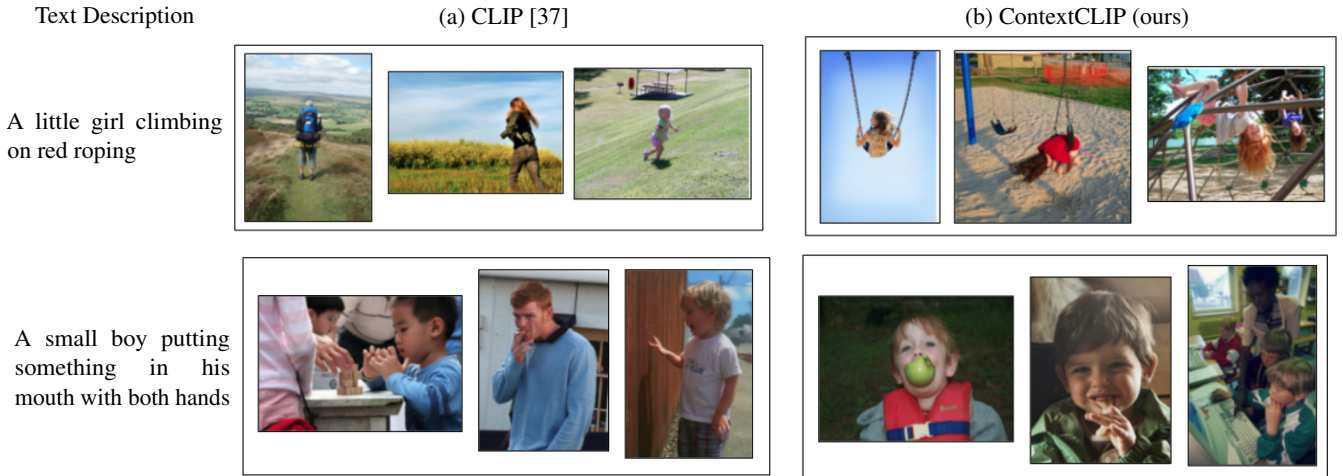 Text Description
(a) CLIP [37]
(b) ContextCLIP (ours)
A little girl climbing
on red roping
A small boy putting
something in his
mouth with both hands